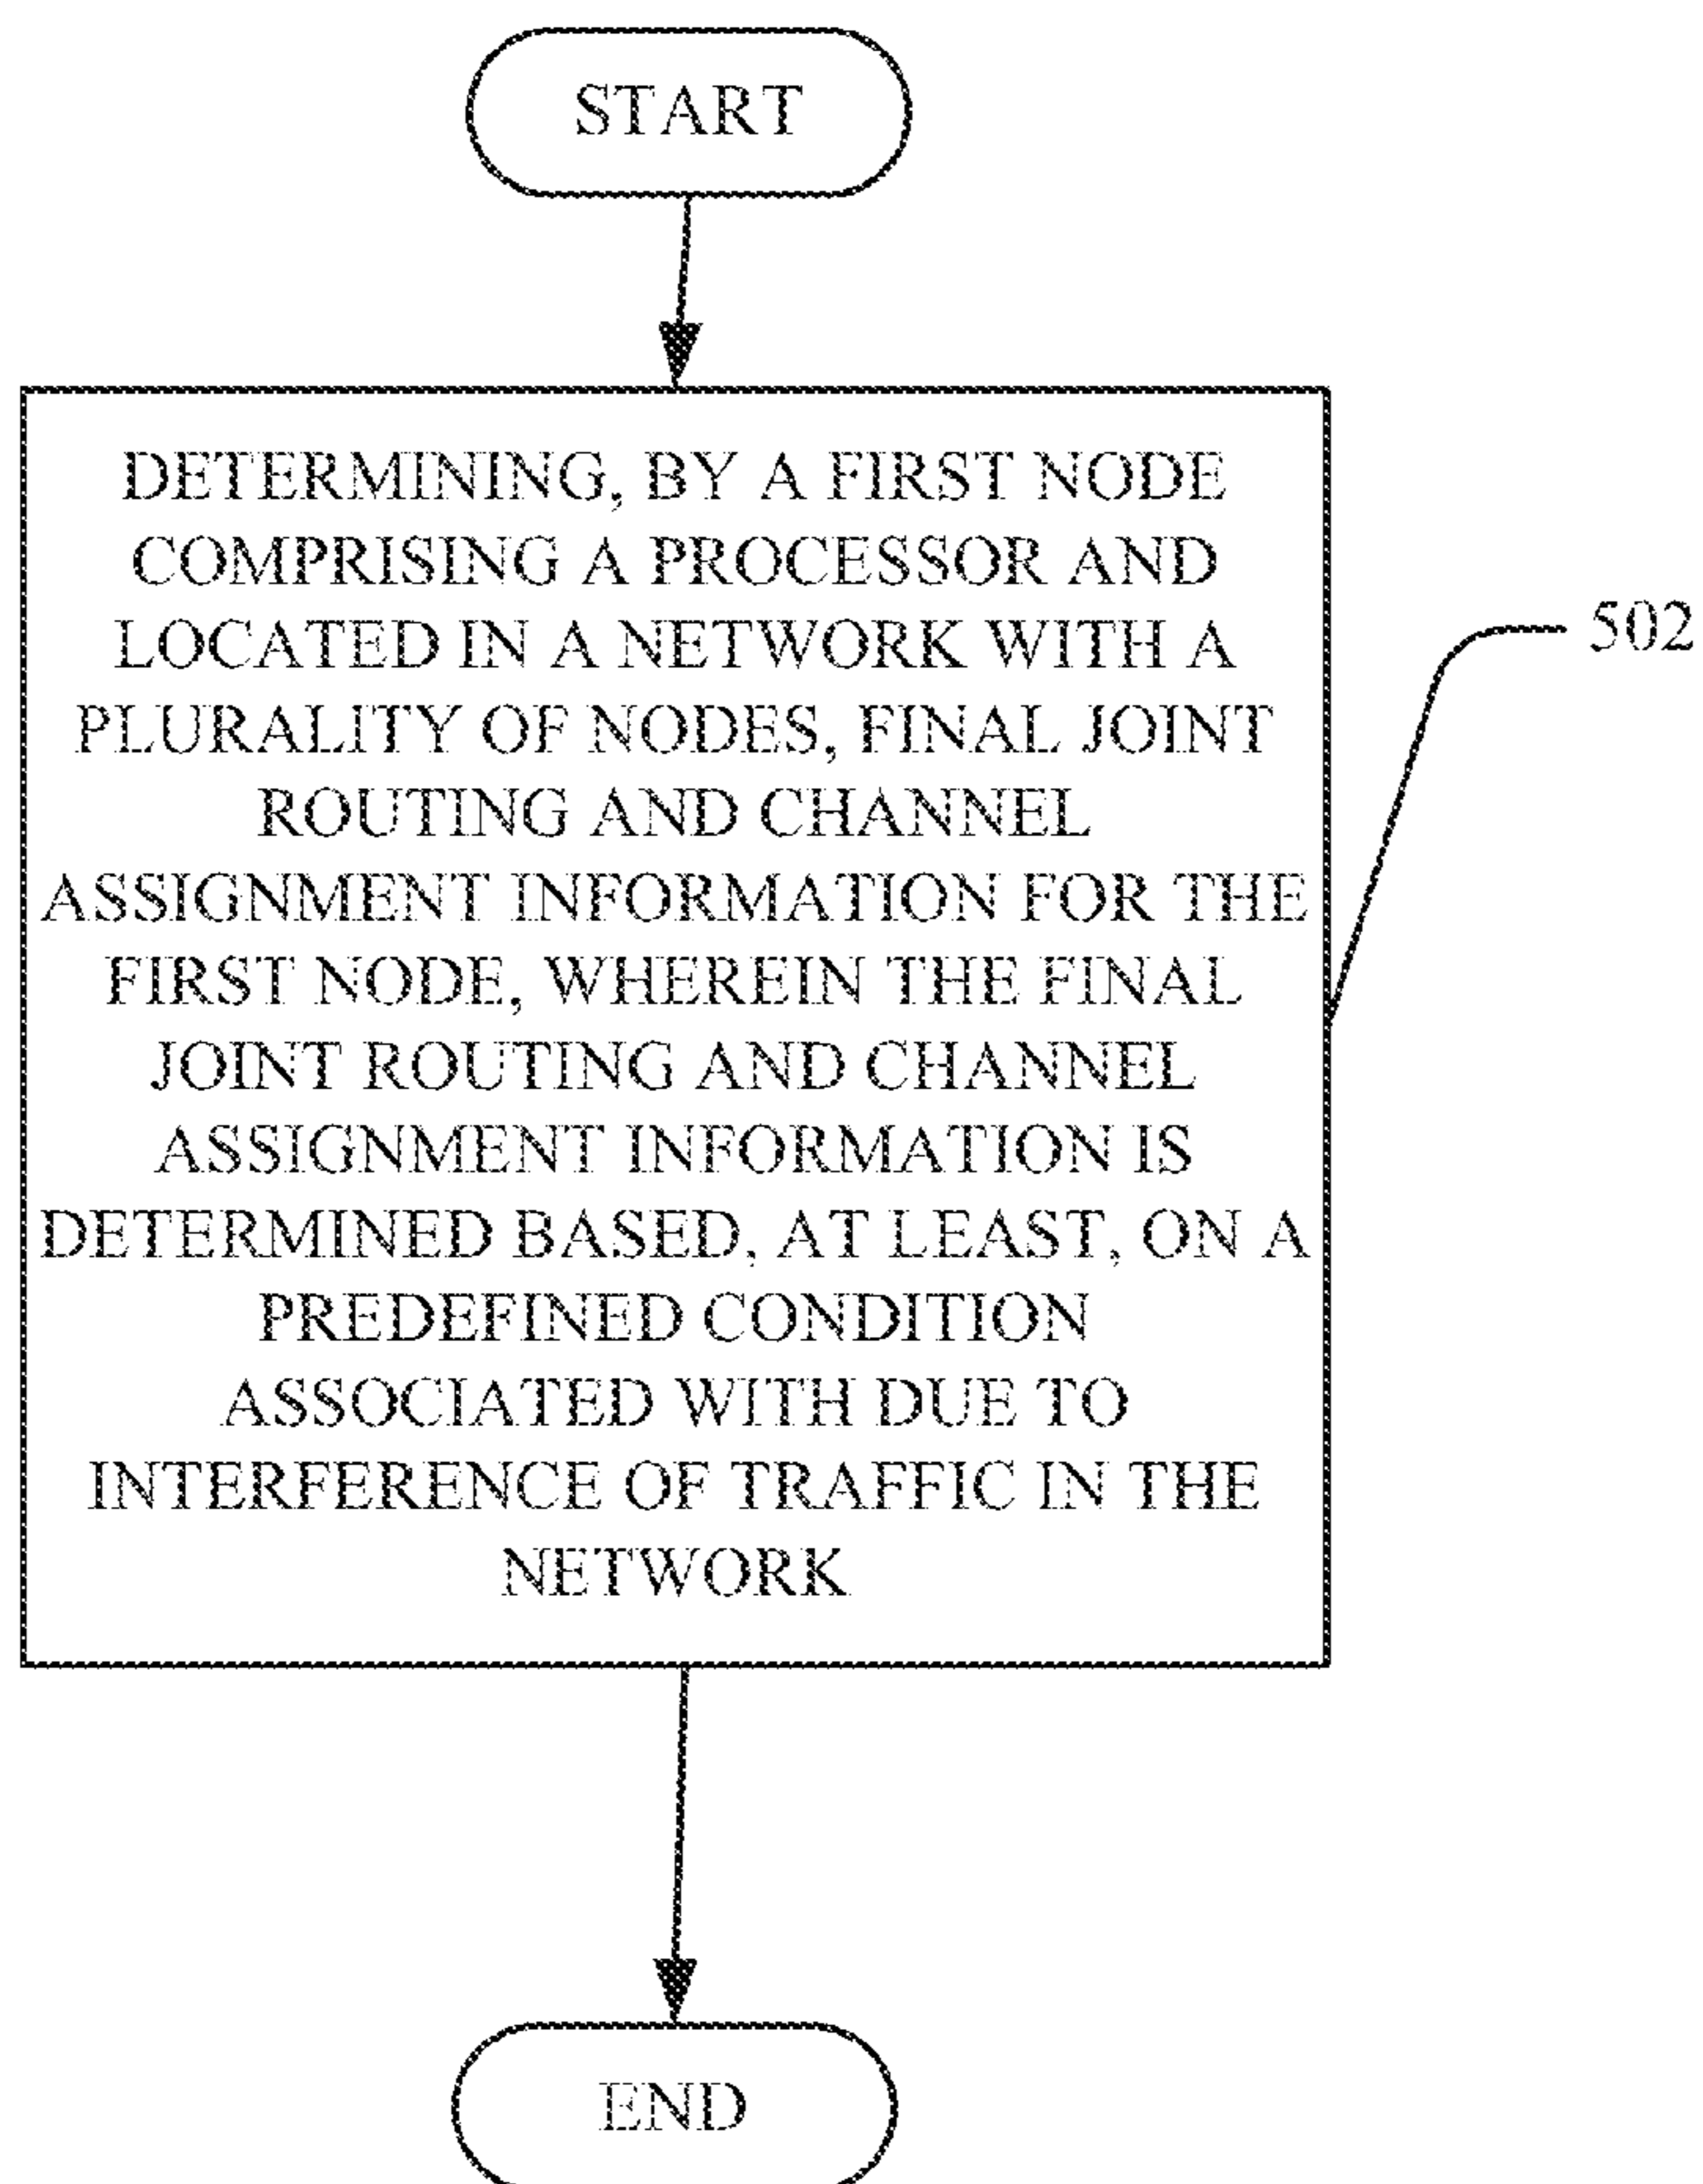 START
DETERMINING, BY A FIRST NODE
COMPRISING A PROCESSOR AND
LOCATED IN A NETWORK WITH A
PLURALITY OF NODES, FINAL JOINT
ROUTING AND CHANNEL
ASSIGNMENT INFORMATION FOR THE
FIRST NODE, WHEREIN THE FINAL
JOINT ROUTING AND CHANNEL
ASSIGNMENT INFORMATION IS
DETERMINED BASED, AT LEAST, ON A
PREDEFINED CONDITION
ASSOCIATED WITH DUE TO
INTERFERENCE OF TRAFFIC IN THE
NETWORK
502
END